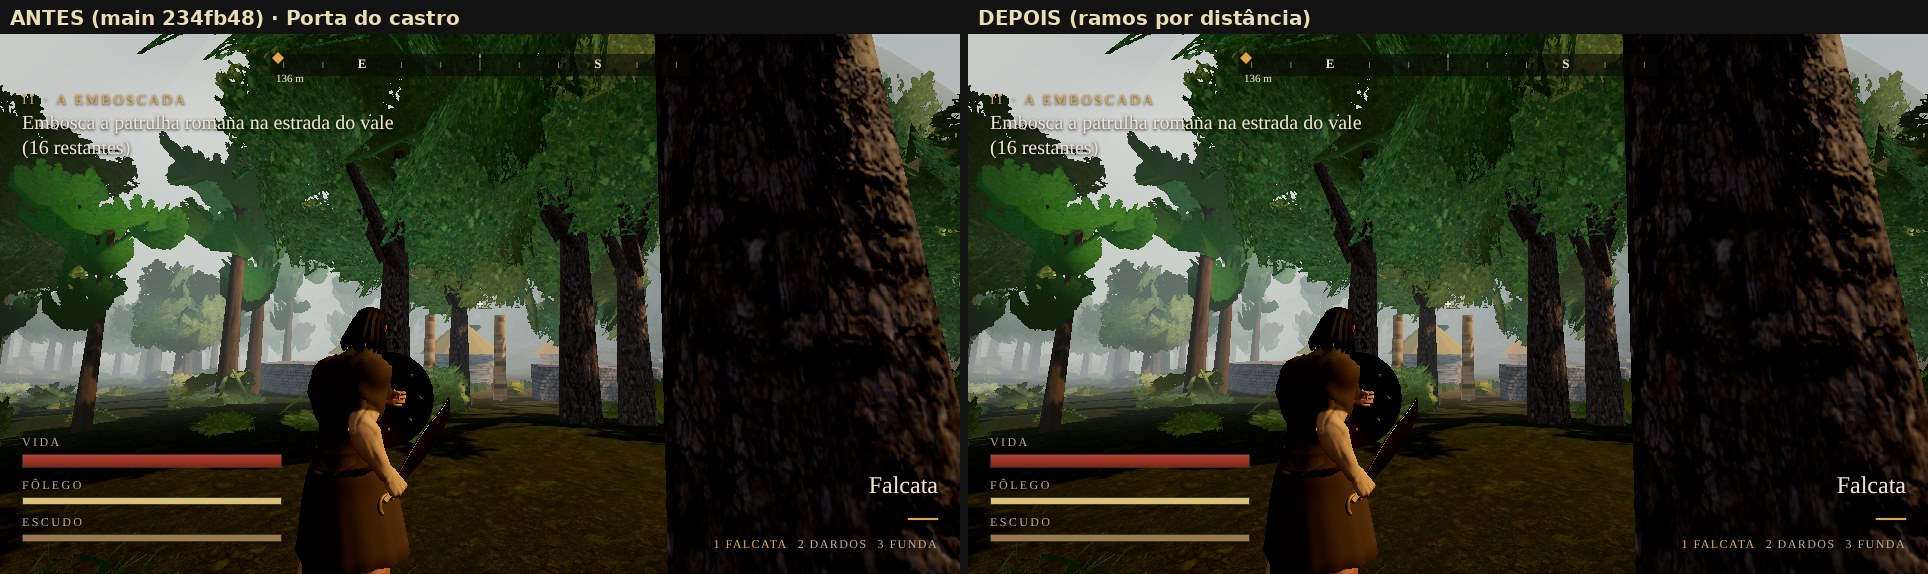 ANTES (main 234fb48) · Porta do castro
E S
136 m
II · A EMBOSCADA
Embosca a patrulha romana na estrada do vale
(16 restantes)
VIDA
FÔLEGO
ESCUDO
Falcata
1 FALCATA 2 DARDOS 3 FUNDA
DEPOIS (ramos por distância)
E S
136 m
II · A EMBOSCADA
Embosca a patrulha romana na estrada do vale
(16 restantes)
VIDA
FÔLEGO
ESCUDO
Falcata
1 FALCATA 2 DARDOS 3 FUNDA